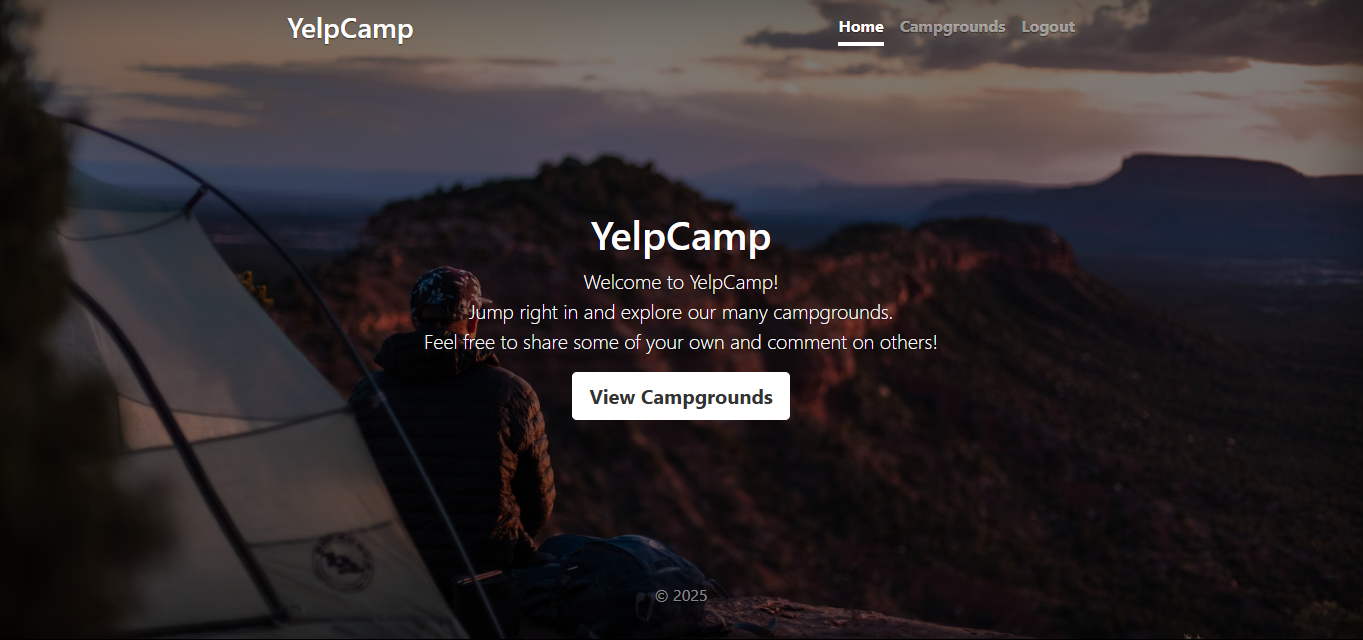 YelpCamp
Home Campgrounds Logout
YelpCamp
Welcome to YelpCamp!
Jump right in and explore our many campgrounds.
Feel free to share some of your own and comment on others!
View Campgrounds
© 2025